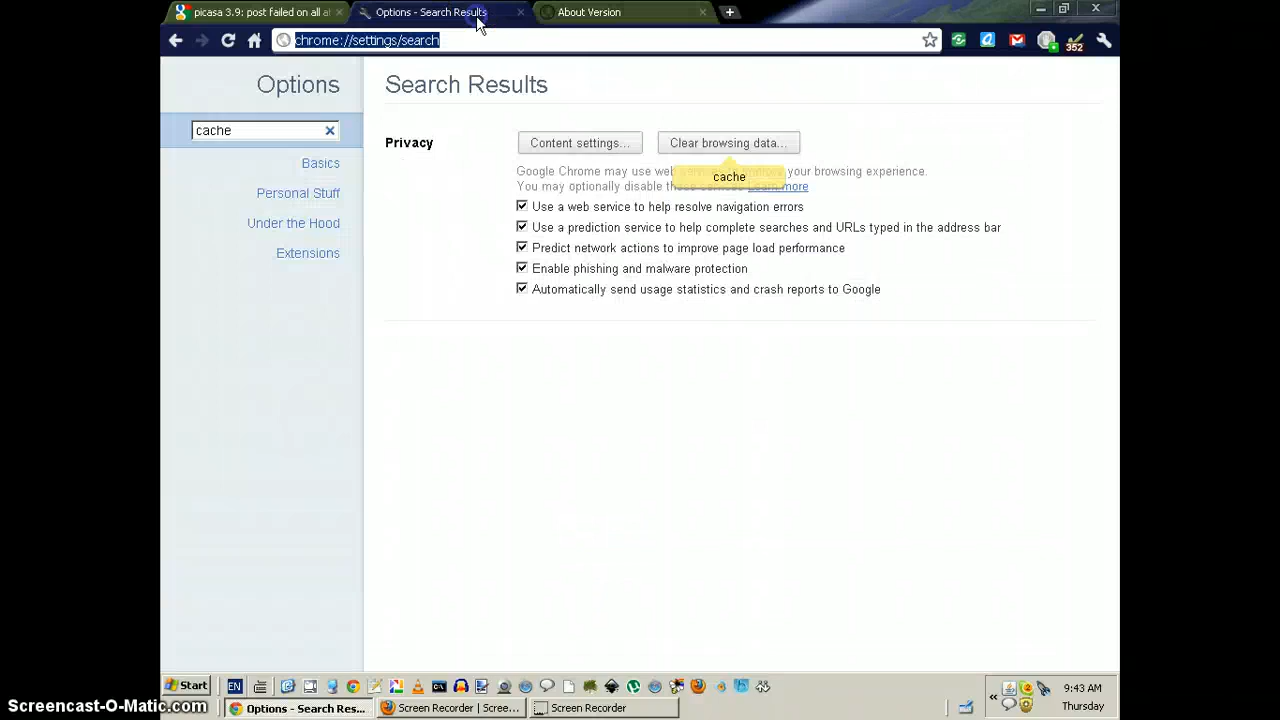 picasa 3.9: post failed on all al
Options - Search Results
About Version
chrome://settings/search
352
Options
Search Results
cache
Privacy
Content settings...
Clear browsing data...
cache
Google Chrome may use web your browsing experience.
You may optionally disable these services. Learn more
Basics
Personal Stuff
Under the Hood
Extensions
Use a web service to help resolve navigation errors
Use a prediction service to help complete searches and URLs typed in the address bar
Predict network actions to improve page load performance
Enable phishing and malware protection
Automatically send usage statistics and crash reports to Google
Start
EN
9:43 AM
Thursday
Options - Search Res...
Screen Recorder | Scree...
Screen Recorder
Screencast-O-Matic.com